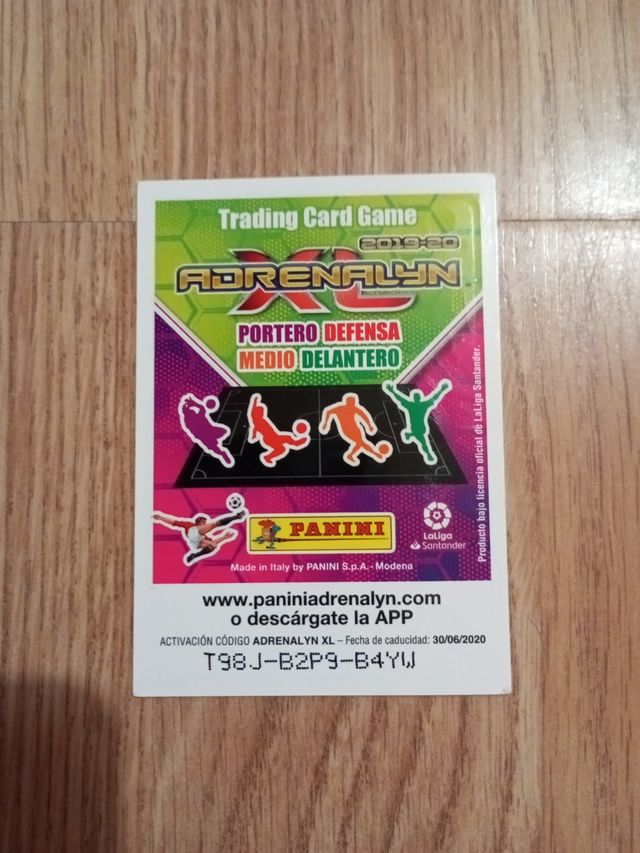 Trading Card Game
2019-20
ADRENALYN XL™
PORTERO DEFENSA
MEDIO DELANTERO
Producto bajo licencia oficial de LaLiga Santander.
PANINI
LaLiga
Santander
Made in Italy by PANINI S.p.A. - Modena
www.paniniadrenalyn.com
o descárgate la APP
ACTIVACIÓN CÓDIGO ADRENALYN XL – Fecha de caducidad: 30/06/2020
T98J-B2P9-B4YW